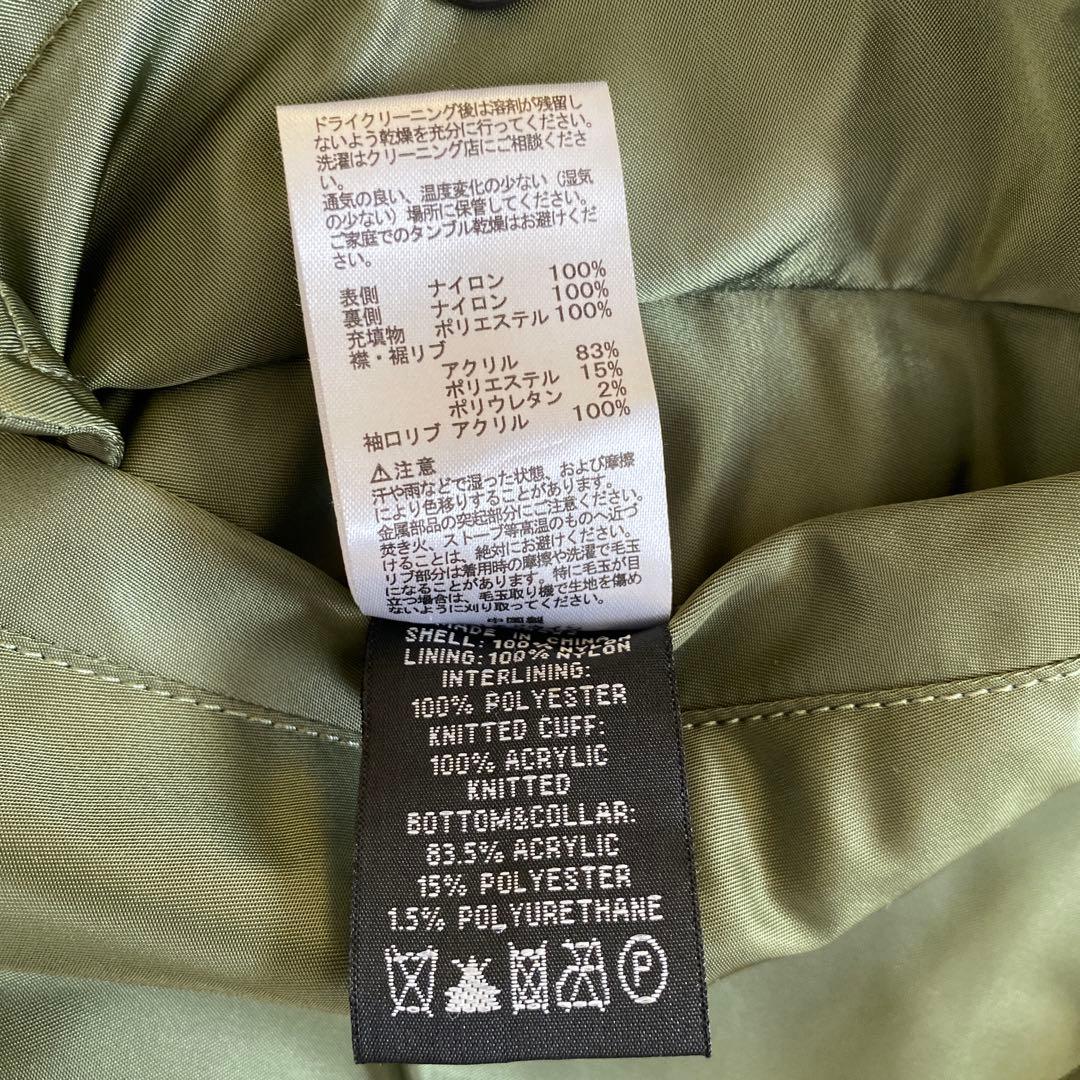 ドライクリーニング後は溶剤が残留し
ないよう乾燥を充分に行ってください。
洗濯はクリーニング店にご相談くださ
い。
通気の良い、温度変化の少ない（湿気
の少ない）場所に保管してください。
ご家庭でのタンブル乾燥はお避けくだ
さい。
表側 ナイロン 100%
裏側 ナイロン 100%
充填物 ポリエステル 100%
襟・裾リブ
アクリル 83%
ポリエステル 15%
ポリウレタン 2%
袖口リブ アクリル 100%
⚠注意
汗や雨などで湿った状態、および摩擦
により色移りすることがあります。
金属部品の突起部分にご注意ください。
焚き火、ストーブ等高温のものへ近づ
けることは、絶対にお避けください。
リブ部分は着用時の摩擦や洗濯で毛玉
になることがあります。特に毛玉が目
立つ場合は、毛玉取り機で生地を傷め
ないように刈り取ってください。
中国製
MADE IN CHINA
SHELL: 100%
LINING: 100% NYLON
INTERLINING:
100% POLYESTER
KNITTED CUFF:
100% ACRYLIC
KNITTED
BOTTOM&COLLAR:
83.5% ACRYLIC
15% POLYESTER
1.5% POLYURETHANE
P